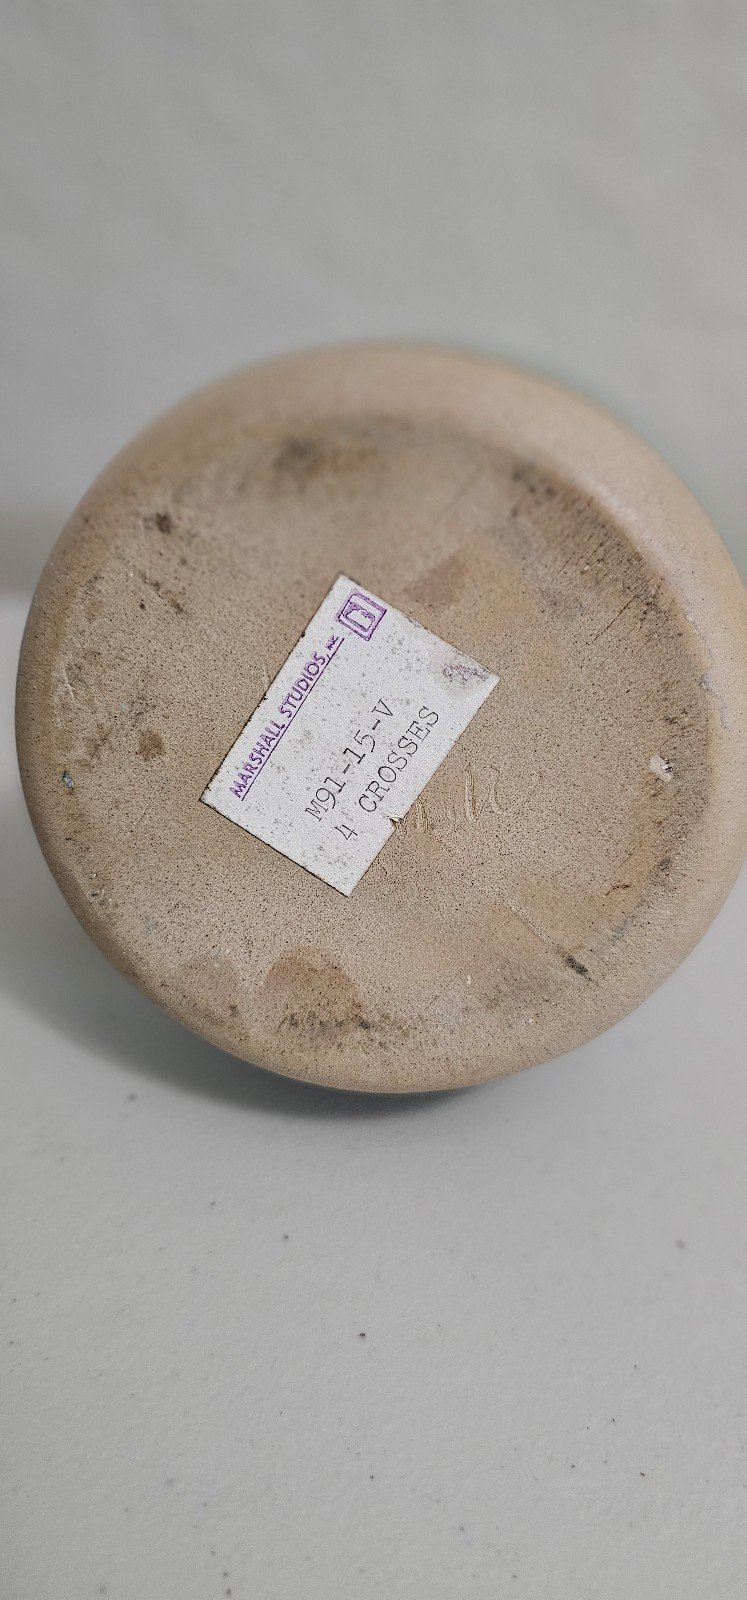 MARSHALL STUDIOS, INC.
M91-15-V
4 CROSSES